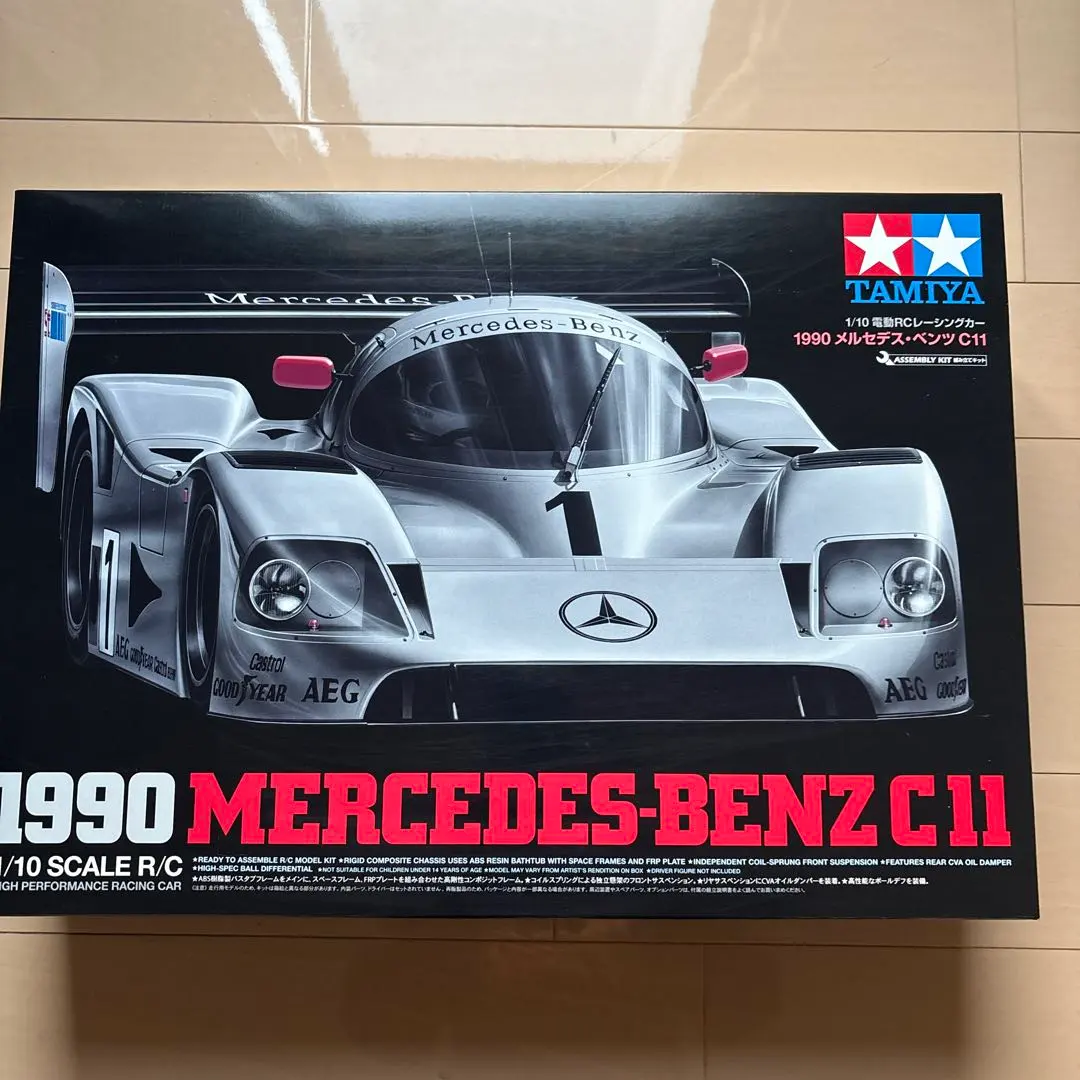 TAMIYA
1/10 電動RCレーシングカー
1990 メルセデス・ベンツ C11
ASSEMBLY KIT 組み立てキット
Mercedes-Benz
Mercedes-Benz
1
1
AEG GOODYEAR Castrol
Castrol
GOODYEAR AEG
Castrol
AEG GOODYEAR
1990 MERCEDES-BENZ C11
1/10 SCALE R/C
HIGH PERFORMANCE RACING CAR
★READY TO ASSEMBLE R/C MODEL KIT ★RIGID COMPOSITE CHASSIS USES ABS RESIN BATHTUB WITH SPACE FRAMES AND FRP PLATE ★INDEPENDENT COIL-SPRUNG FRONT SUSPENSION ★FEATURES REAR CVA OIL DAMPER
★HIGH-SPEC BALL DIFFERENTIAL ★NOT SUITABLE FOR CHILDREN UNDER 14 YEARS OF AGE ★MODEL MAY VARY FROM ARTIST'S RENDITION ON BOX ★DRIVER FIGURE NOT INCLUDED
★ABS樹脂製バスタブフレームをメインに、スペースフレーム、FRPプレートを組み合わせた高剛性コンポジットフレーム。★コイルスプリングによる独立懸架のフロントサスペンション。★リヤサスペンションにCVAオイルダンパーを装着。★高性能なボールデフを装備。